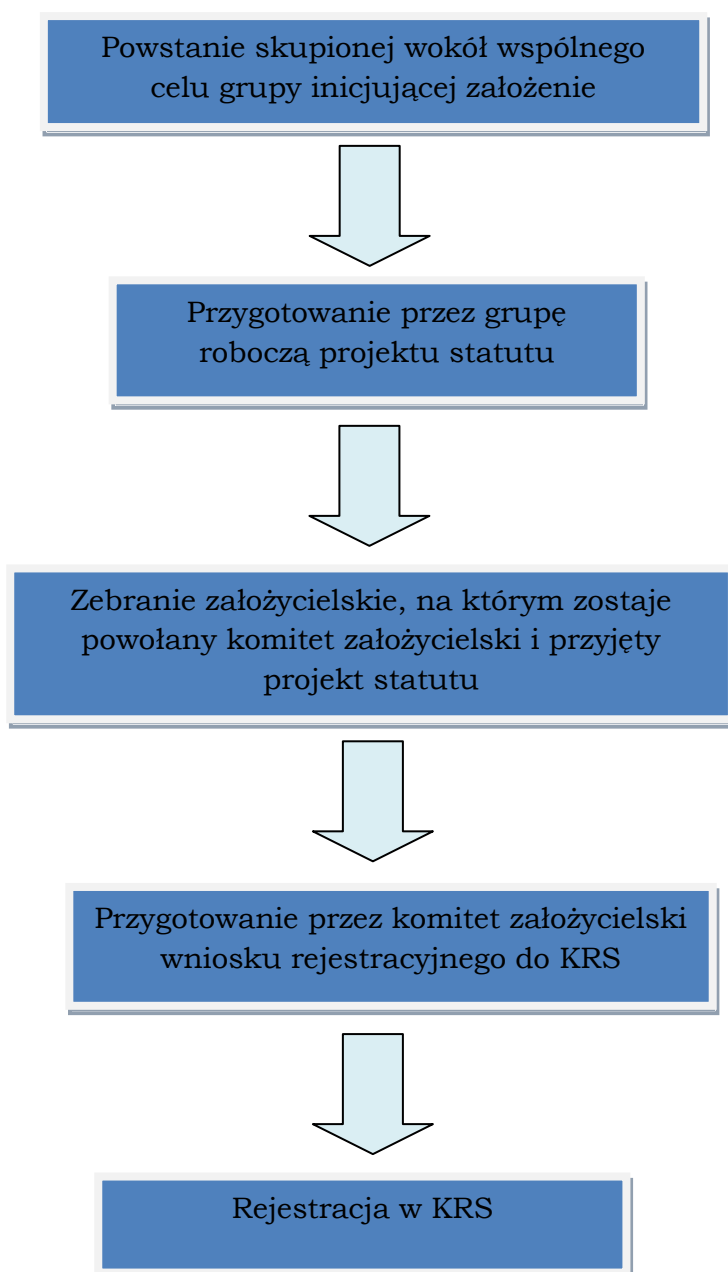 Powstanie skupionej wokół wspólnego
celu grupy inicjującej założenie
Przygotowanie przez grupę
roboczą projektu statutu
Zebranie założycielskie, na którym zostaje
powołany komitet założycielski i przyjęty
projekt statutu
Przygotowanie przez komitet założycielski
wniosku rejestracyjnego do KRS
Rejestracja w KRS